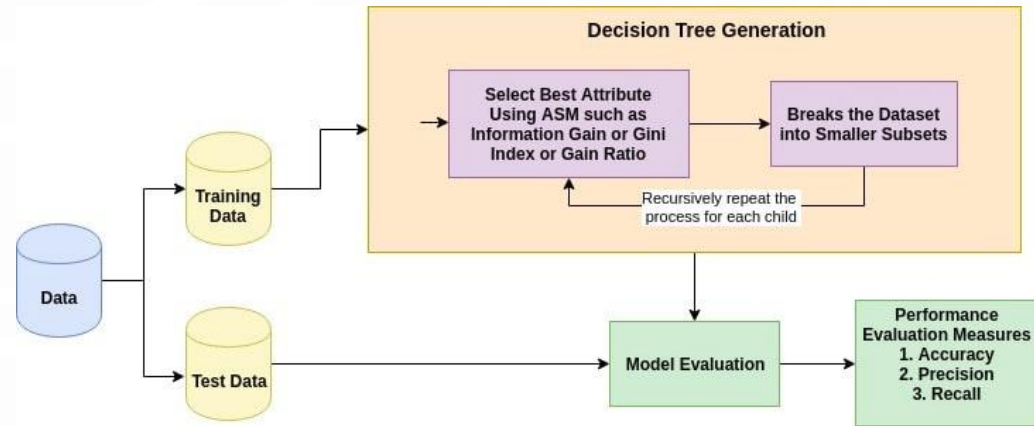 Decision Tree Generation
Select Best Attribute
Using ASM such as
Information Gain or Gini
Index or Gain Ratio
Breaks the Dataset
into Smaller Subsets
Recursively repeat the
process for each child
Training
Data
Data
Test Data
Model Evaluation
Performance
Evaluation Measures
1. Accuracy
2. Precision
3. Recall